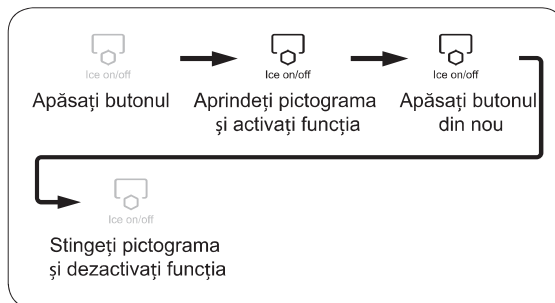 Ice on/off
Ice on/off
Ice on/off
Apăsați butonul
Aprindeți pictograma
și activați funcția
Apăsați butonul
din nou
Ice on/off
Stingeți pictograma
și dezactivați funcția